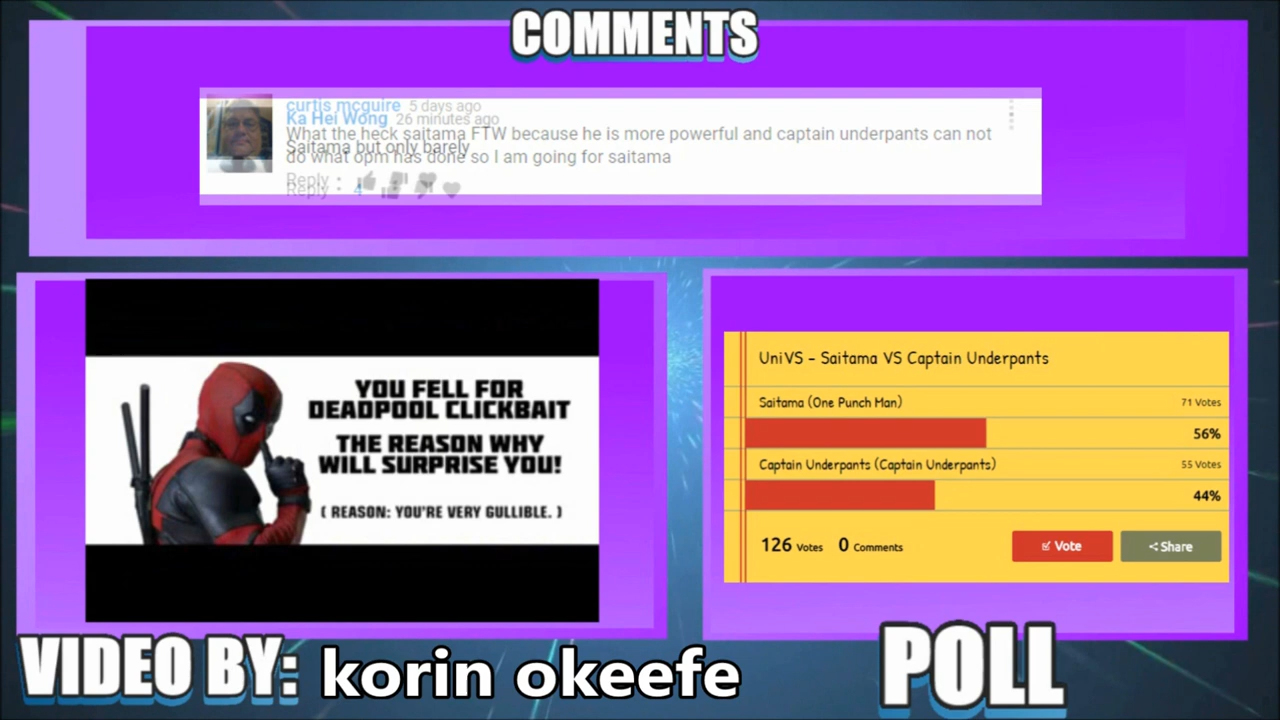 COMMENTS
curtis mcguire 5 days ago
Ka Hei Wong 26 minutes ago
What the heck saitama FTW because he is more powerful and captain underpants can not
Saitama but only barely
do what opm has done so I am going for saitama
Reply
Reply 4
YOU FELL FOR
DEADPOOL CLICKBAIT
THE REASON WHY
WILL SURPRISE YOU!
( REASON: YOU'RE VERY GULLIBLE. )
UniVS - Saitama VS Captain Underpants
Saitama (One Punch Man) 71 Votes
56%
Captain Underpants (Captain Underpants) 55 Votes
44%
126 Votes 0 Comments
Vote Share
VIDEO BY: korin okeefe
POLL